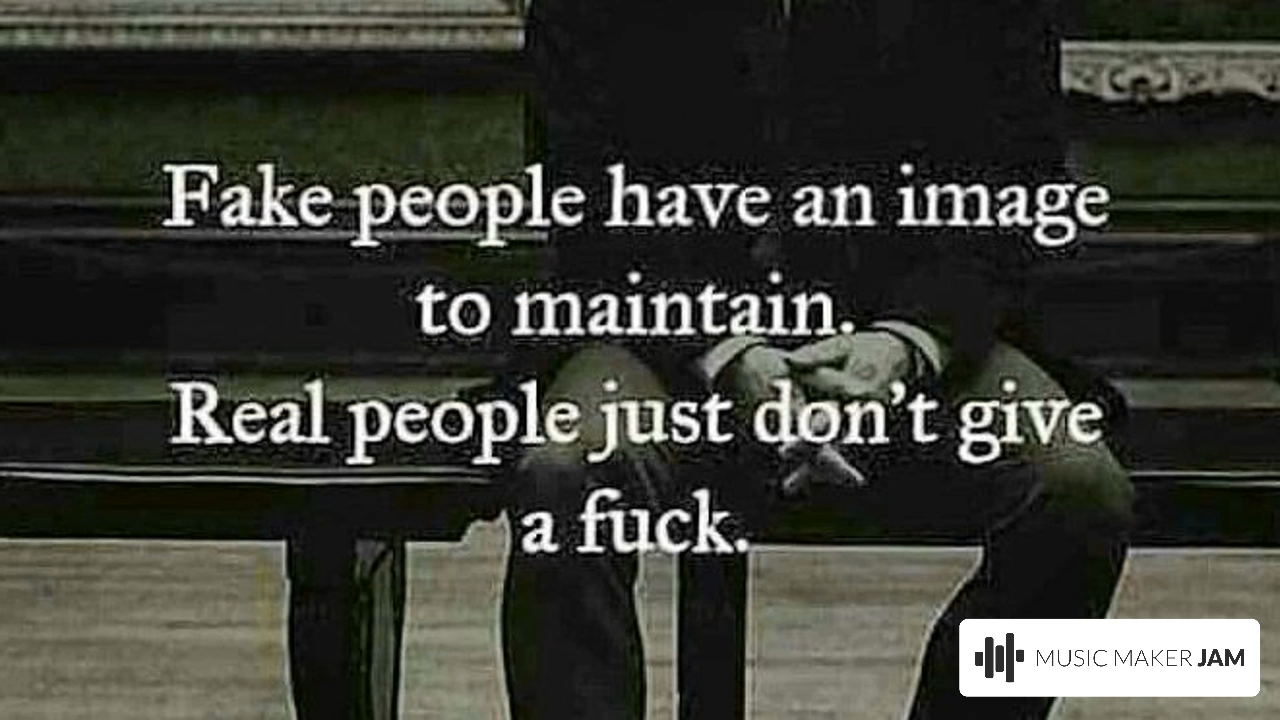 Fake people have an image
to maintain.
Real people just don't give
a fuck.
MUSIC MAKER JAM